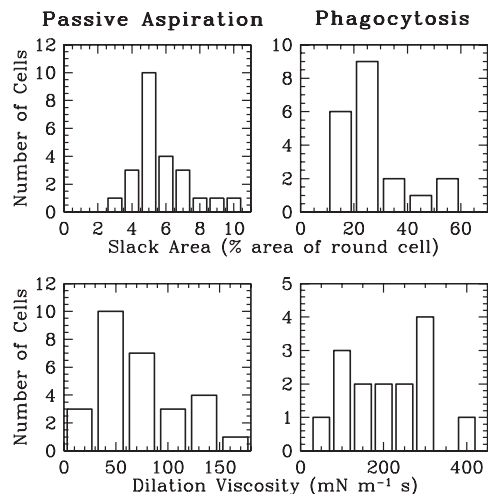 Passive Aspiration Phagocytosis
Number of Cells
12
10
8
6
4
2
0
0 2 4 6 8 10
10
8
6
4
2
0
0 20 40 60
Slack Area (% area of round cell)
Number of Cells
12
10
8
6
4
2
0
0 50 100 150
5
4
3
2
1
0
0 200 400
Dilation Viscosity (mN m⁻¹ s)